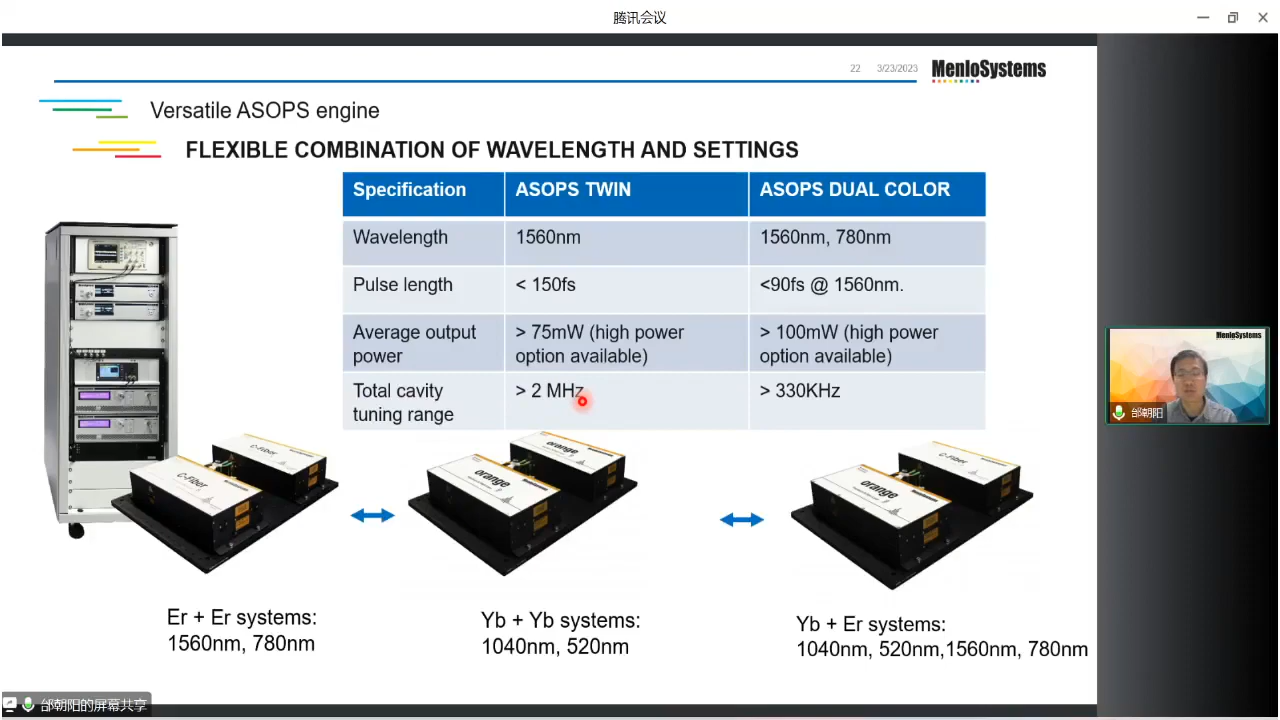 腾讯会议
22 3/23/2023 MenloSystems
Versatile ASOPS engine
FLEXIBLE COMBINATION OF WAVELENGTH AND SETTINGS
Specification ASOPS TWIN ASOPS DUAL COLOR
Wavelength 1560nm 1560nm, 780nm
Pulse length < 150fs <90fs @ 1560nm.
Average output power > 75mW (high power option available) > 100mW (high power option available)
Total cavity tuning range > 2 MHz > 330KHz
MenloSystems
邰朝阳
C-Fiber
C-Fiber
orange
orange
orange
C-Fiber
Er + Er systems:
1560nm, 780nm
Yb + Yb systems:
1040nm, 520nm
Yb + Er systems:
1040nm, 520nm,1560nm, 780nm
邰朝阳的屏幕共享